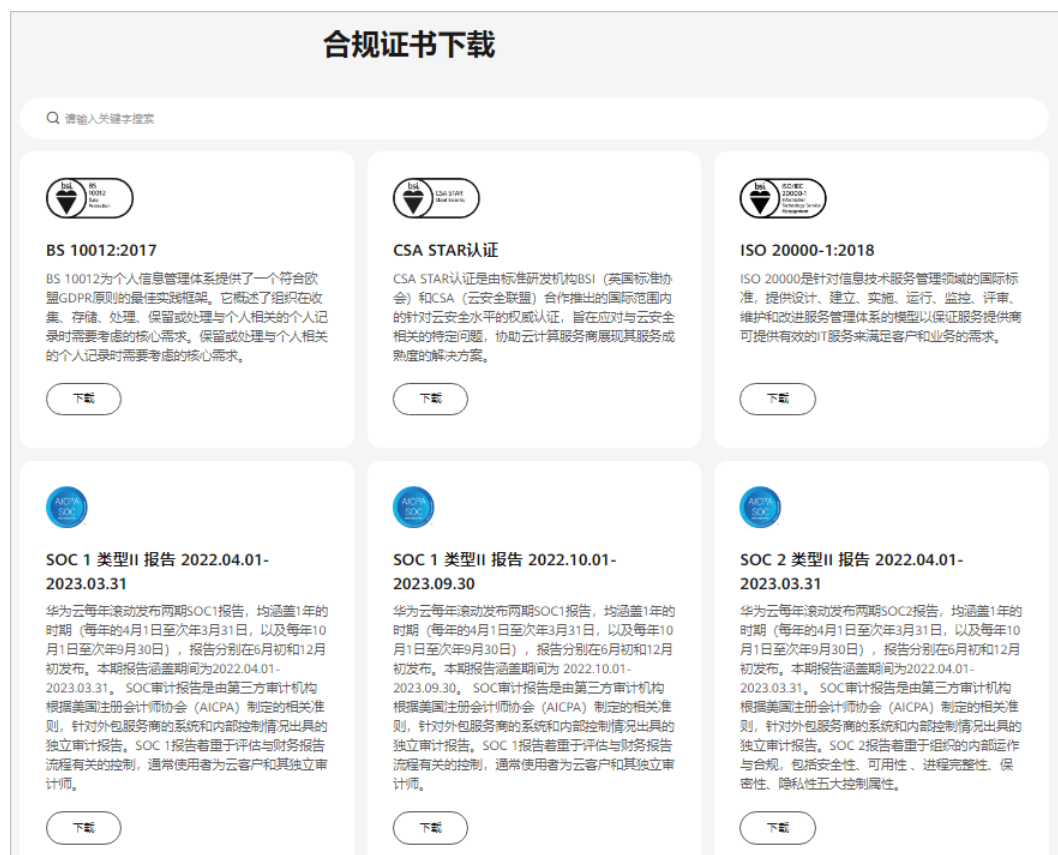 合规证书下载
请输入关键字搜索
bsi.
BS
10012
Data
Protection
BS 10012:2017
BS 10012为个人信息管理体系提供了一个符合欧
盟GDPR原则的最佳实践框架。它概述了组织在收
集、存储、处理、保留或处理与个人相关的个人记
录时需要考虑的核心需求。保留或处理与个人相关
的个人记录时需要考虑的核心需求。
下载
bsi.
CSA STAR
Cloud Security
CSA STAR认证
CSA STAR认证是由标准研发机构BSI（英国标准协
会）和CSA（云安全联盟）合作推出的国际范围内
的针对云安全水平的权威认证，旨在应对与云安全
相关的特定问题，协助云计算服务商展现其服务成
熟度的解决方案。
下载
bsi.
ISO/IEC
20000-1
Information
Technology Service
Management
ISO 20000-1:2018
ISO 20000是针对信息技术服务管理领域的国际标
准，提供设计、建立、实施、运行、监控、评审、
维护和改进服务管理体系的模型以保证服务提供商
可提供有效的IT服务来满足客户和业务的需求。
下载
AICPA
SOC
SOC 1 类型II 报告 2022.04.01-
2023.03.31
华为云每年滚动发布两期SOC1报告，均涵盖1年的
时期（每年的4月1日至次年3月31日，以及每年10
月1日至次年9月30日），报告分别在6月初和12月
初发布。本期报告涵盖期间为2022.04.01-
2023.03.31。 SOC审计报告是由第三方审计机构
根据美国注册会计师协会（AICPA）制定的相关准
则，针对外包服务商的系统和内部控制情况出具的
独立审计报告。SOC 1报告着重于评估与财务报告
流程有关的控制，通常使用者为云客户和其独立审
计师。
下载
AICPA
SOC
SOC 1 类型II 报告 2022.10.01-
2023.09.30
华为云每年滚动发布两期SOC1报告，均涵盖1年的
时期（每年的4月1日至次年3月31日，以及每年10
月1日至次年9月30日），报告分别在6月初和12月
初发布。本期报告涵盖期间为 2022.10.01-
2023.09.30。 SOC审计报告是由第三方审计机构
根据美国注册会计师协会（AICPA）制定的相关准
则，针对外包服务商的系统和内部控制情况出具的
独立审计报告。SOC 1报告着重于评估与财务报告
流程有关的控制，通常使用者为云客户和其独立审
计师。
下载
AICPA
SOC
SOC 2 类型II 报告 2022.04.01-
2023.03.31
华为云每年滚动发布两期SOC2报告，均涵盖1年的
时期（每年的4月1日至次年3月31日，以及每年10
月1日至次年9月30日），报告分别在6月初和12月
初发布。本期报告涵盖期间为2022.04.01-
2023.03.31。 SOC审计报告是由第三方审计机构
根据美国注册会计师协会（AICPA）制定的相关准
则，针对外包服务商的系统和内部控制情况出具的
独立审计报告。SOC 2报告着重于组织的内部运作
与合规，包括安全性、可用性 、进程完整性、保
密性、隐私性五大控制属性。
下载